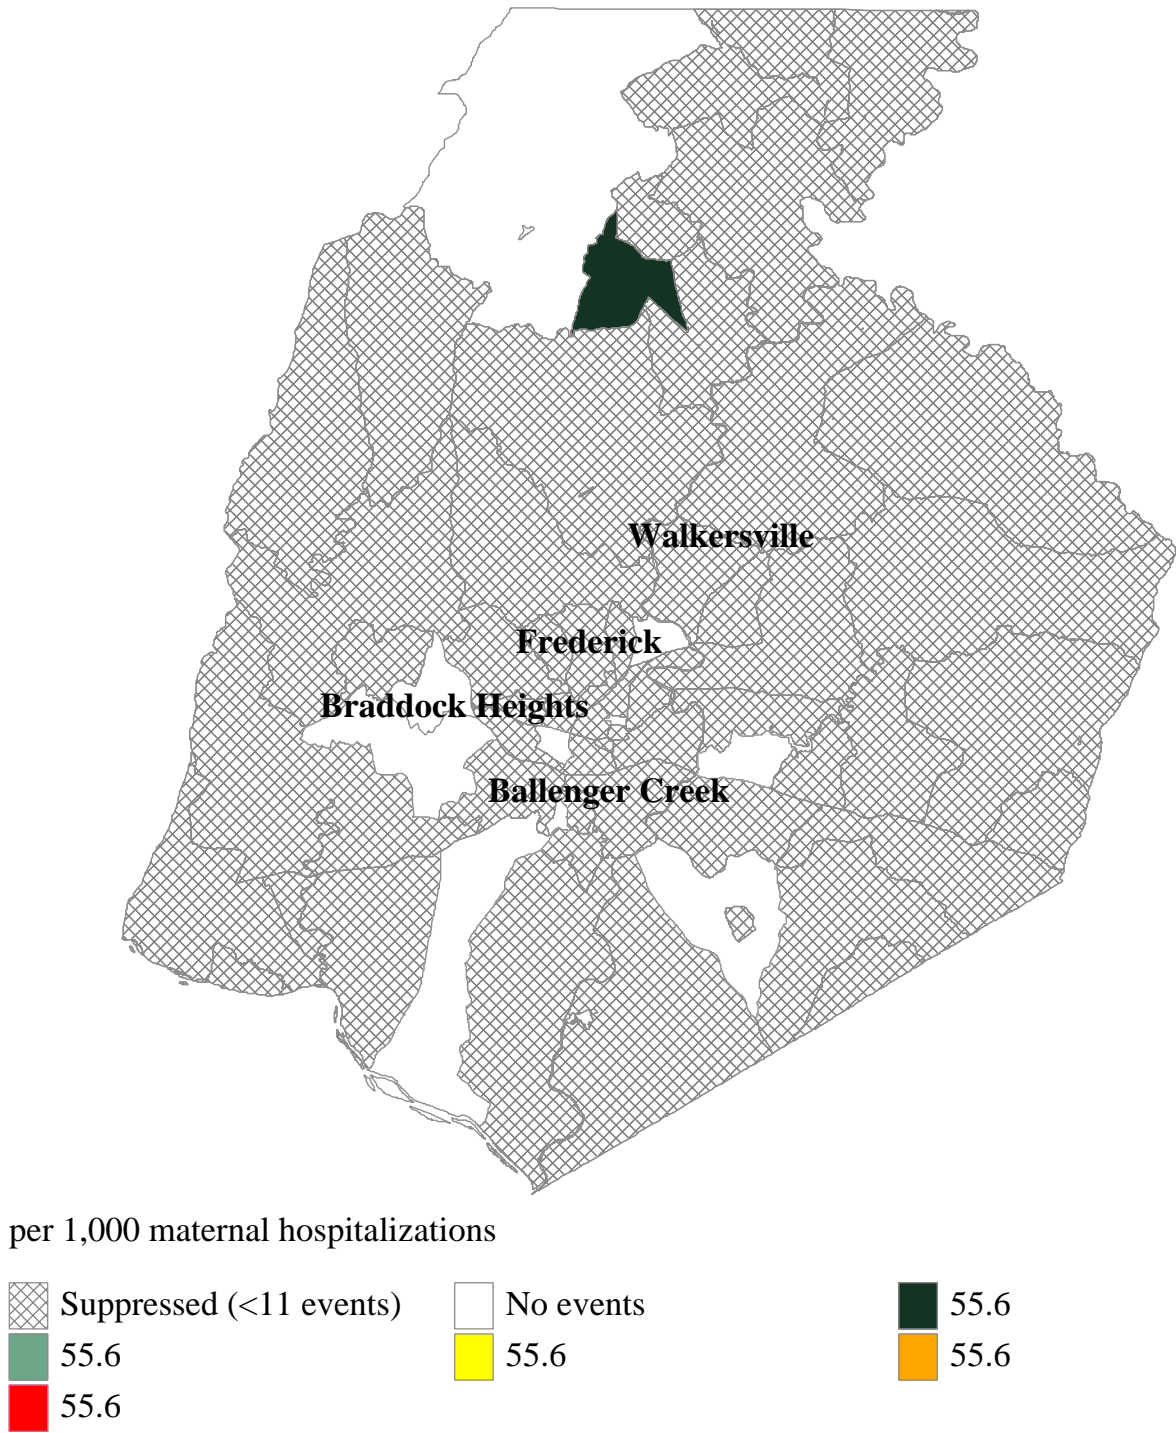 Walkersville
Frederick
Braddock Heights
Ballenger Creek
per 1,000 maternal hospitalizations
Suppressed (<11 events)
No events
55.6
55.6
55.6
55.6
55.6